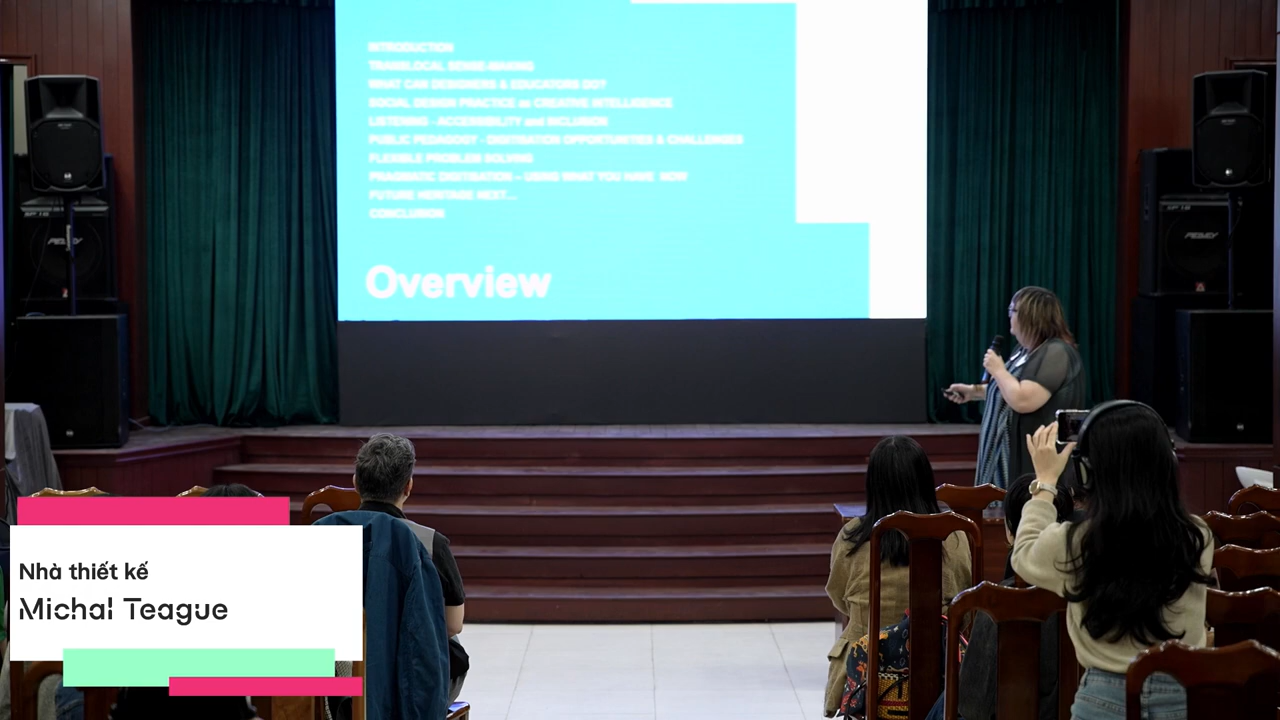 INTRODUCTION
TRANSLOCAL SENSE-MAKING
WHAT CAN DESIGNERS & EDUCATORS DO?
SOCIAL DESIGN PRACTICE as CREATIVE INTELLIGENCE
LISTENING - ACCESSIBILITY and INCLUSION
PUBLIC PEDAGOGY - DIGITISATION OPPORTUNITIES & CHALLENGES
FLEXIBLE PROBLEM SOLVING
PRAGMATIC DIGITISATION – USING WHAT YOU HAVE NOW
FUTURE HERITAGE NEXT...
CONCLUSION
Overview
PEAVEY
PEAVEY
Nhà thiết kế
Michal Teague